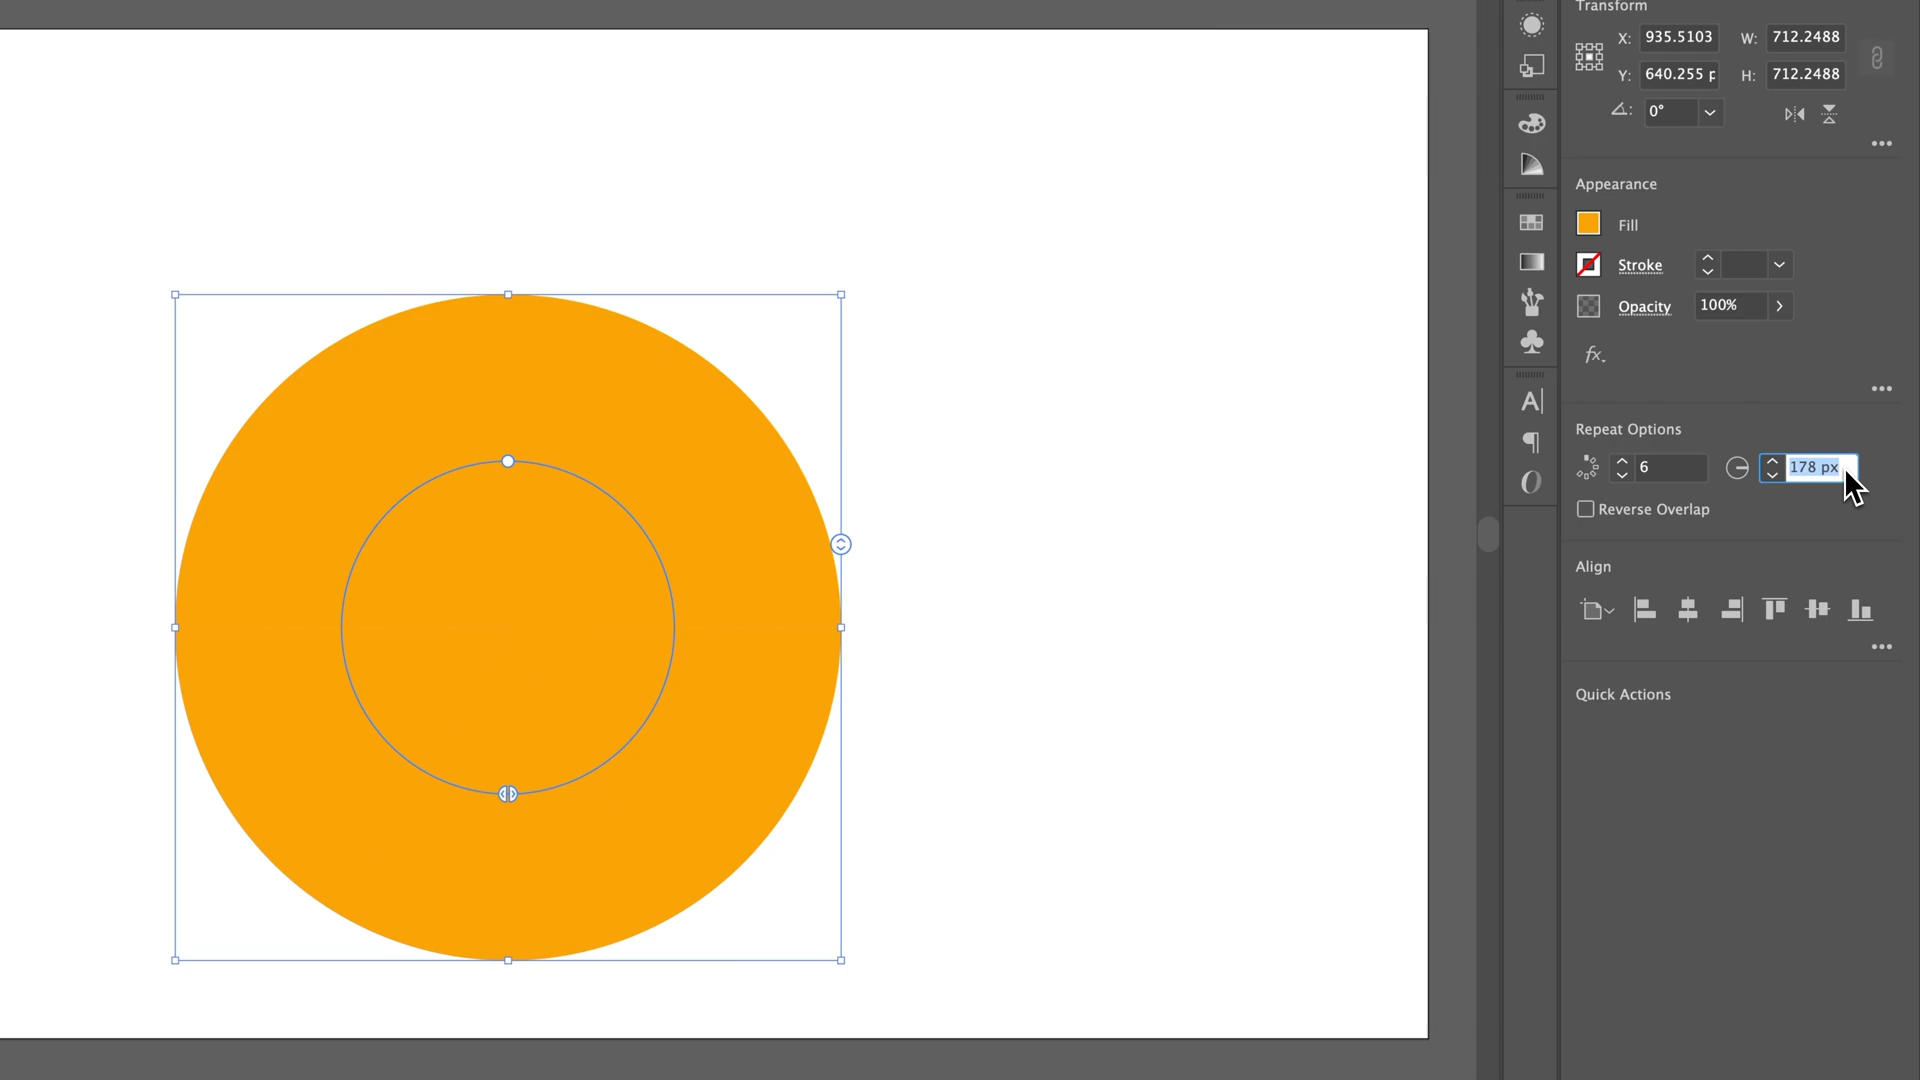 Transform
X: 935.5103 W: 712.2488
Y: 640.255 p H: 712.2488
0°
Appearance
Fill
Stroke
Opacity 100%
fx.
Repeat Options
6 178 px
Reverse Overlap
Align
Quick Actions